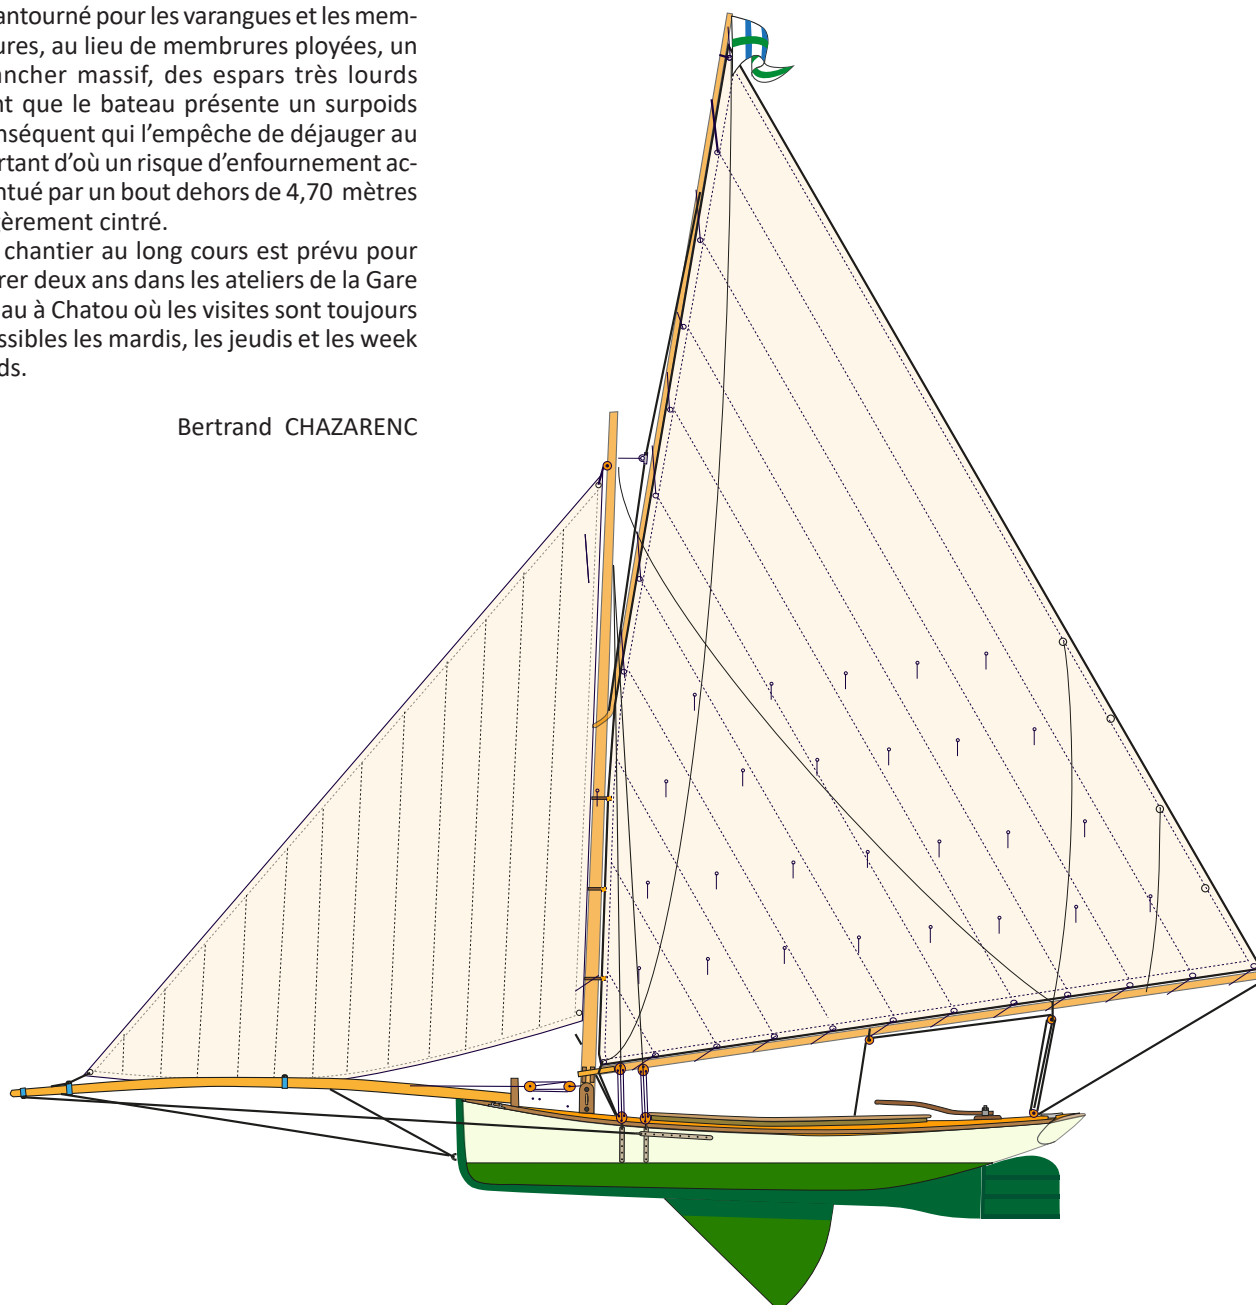 antourné pour les varangues et les mem-
ures, au lieu de membrures ployées, un
ancher massif, des espars très lourds
nt que le bateau présente un surpoids
nséquent qui l'empêche de déjauger au
rtant d'où un risque d'enfournement ac-
ntué par un bout dehors de 4,70 mètres
gèrement cintré.
chantier au long cours est prévu pour
rer deux ans dans les ateliers de la Gare
au à Chatou où les visites sont toujours
ssibles les mardis, les jeudis et les week
ds.
Bertrand CHAZARENC